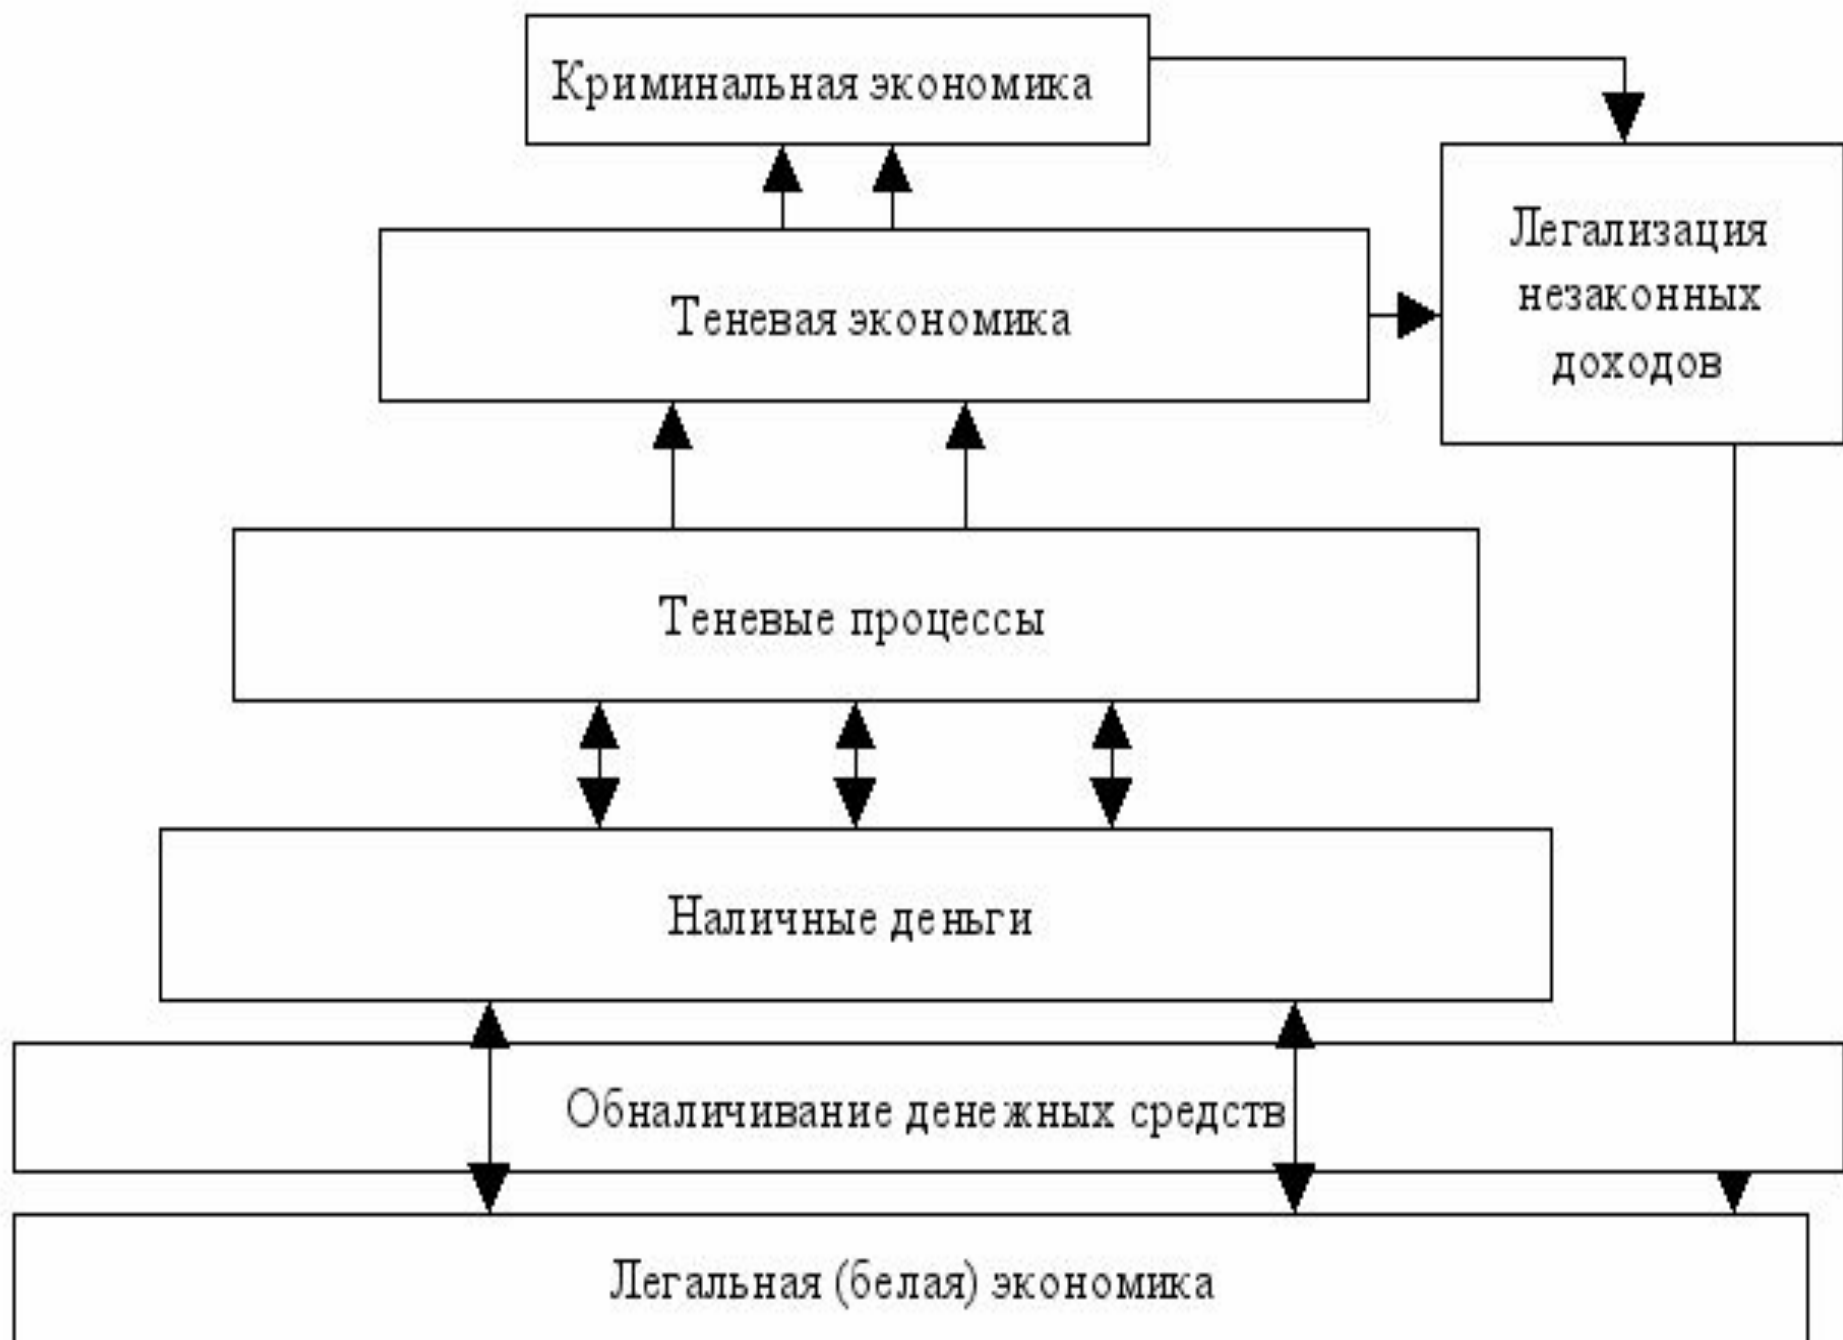 Криминальная экономика
Легализация
незаконных
доходов
Теневая экономика
Теневые процессы
Наличные деньги
Обналичивание денежных средств
Легальная (белая) экономика